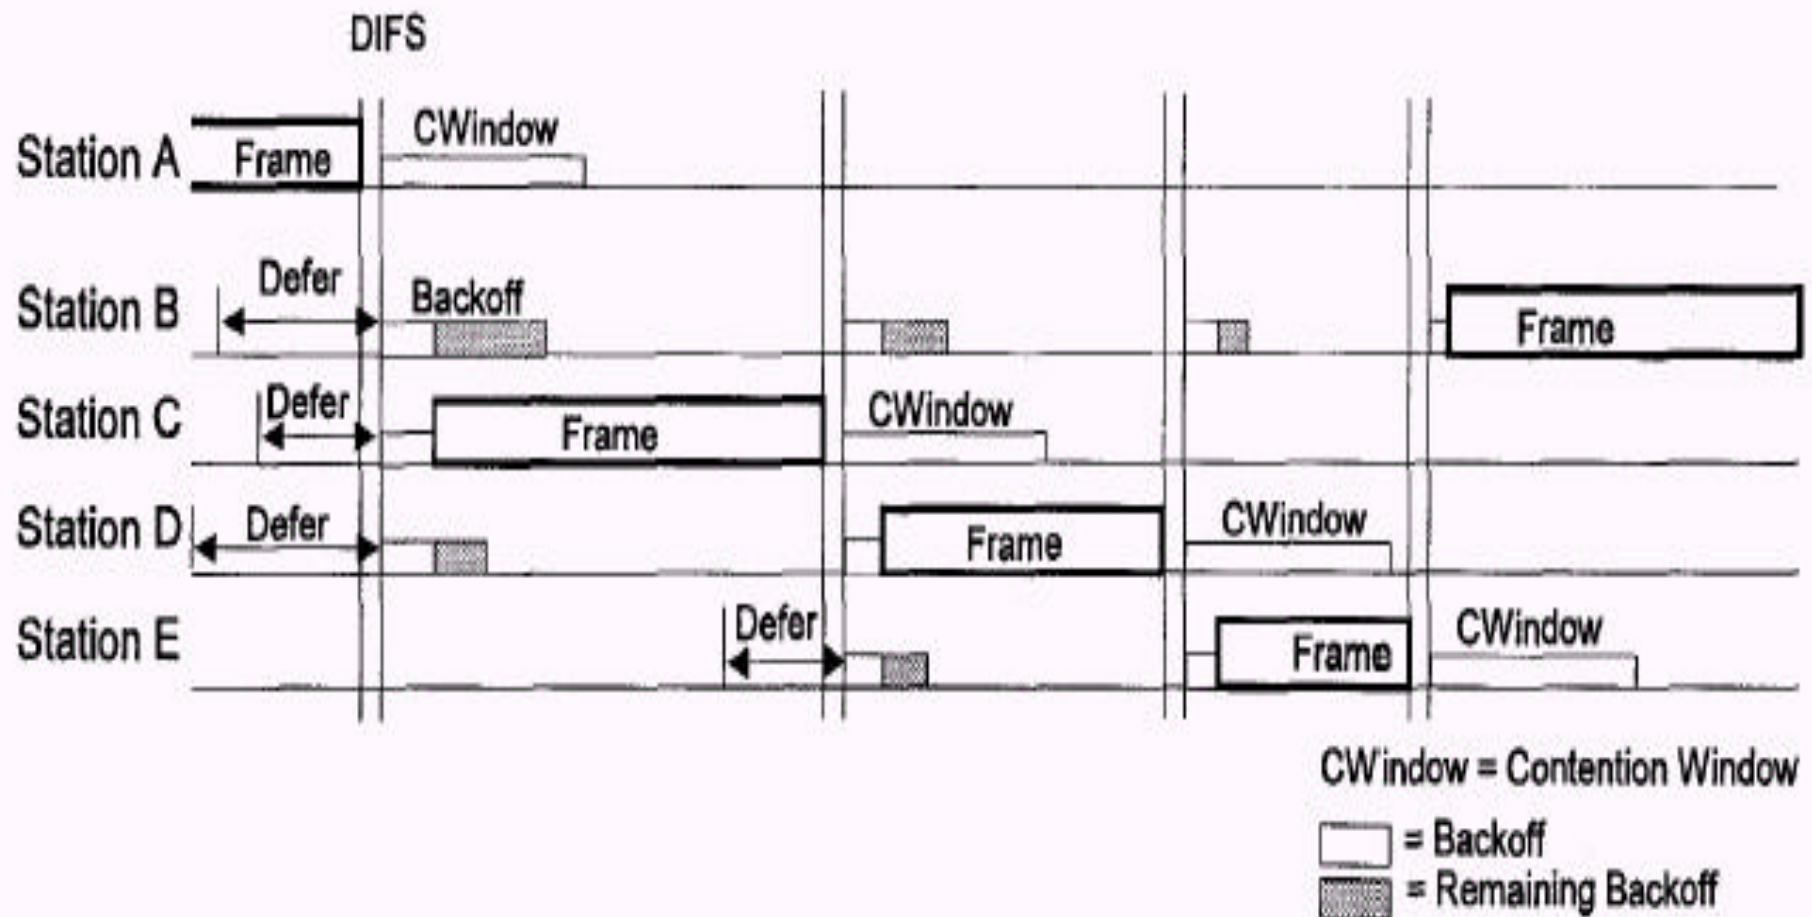 DIFS
Station A
Frame
CWindow
Station B
Defer
Backoff
Frame
Station C
Defer
Frame
CWindow
Station D
Defer
Frame
CWindow
Station E
Defer
Frame
CWindow
CWindow = Contention Window
= Backoff
= Remaining Backoff